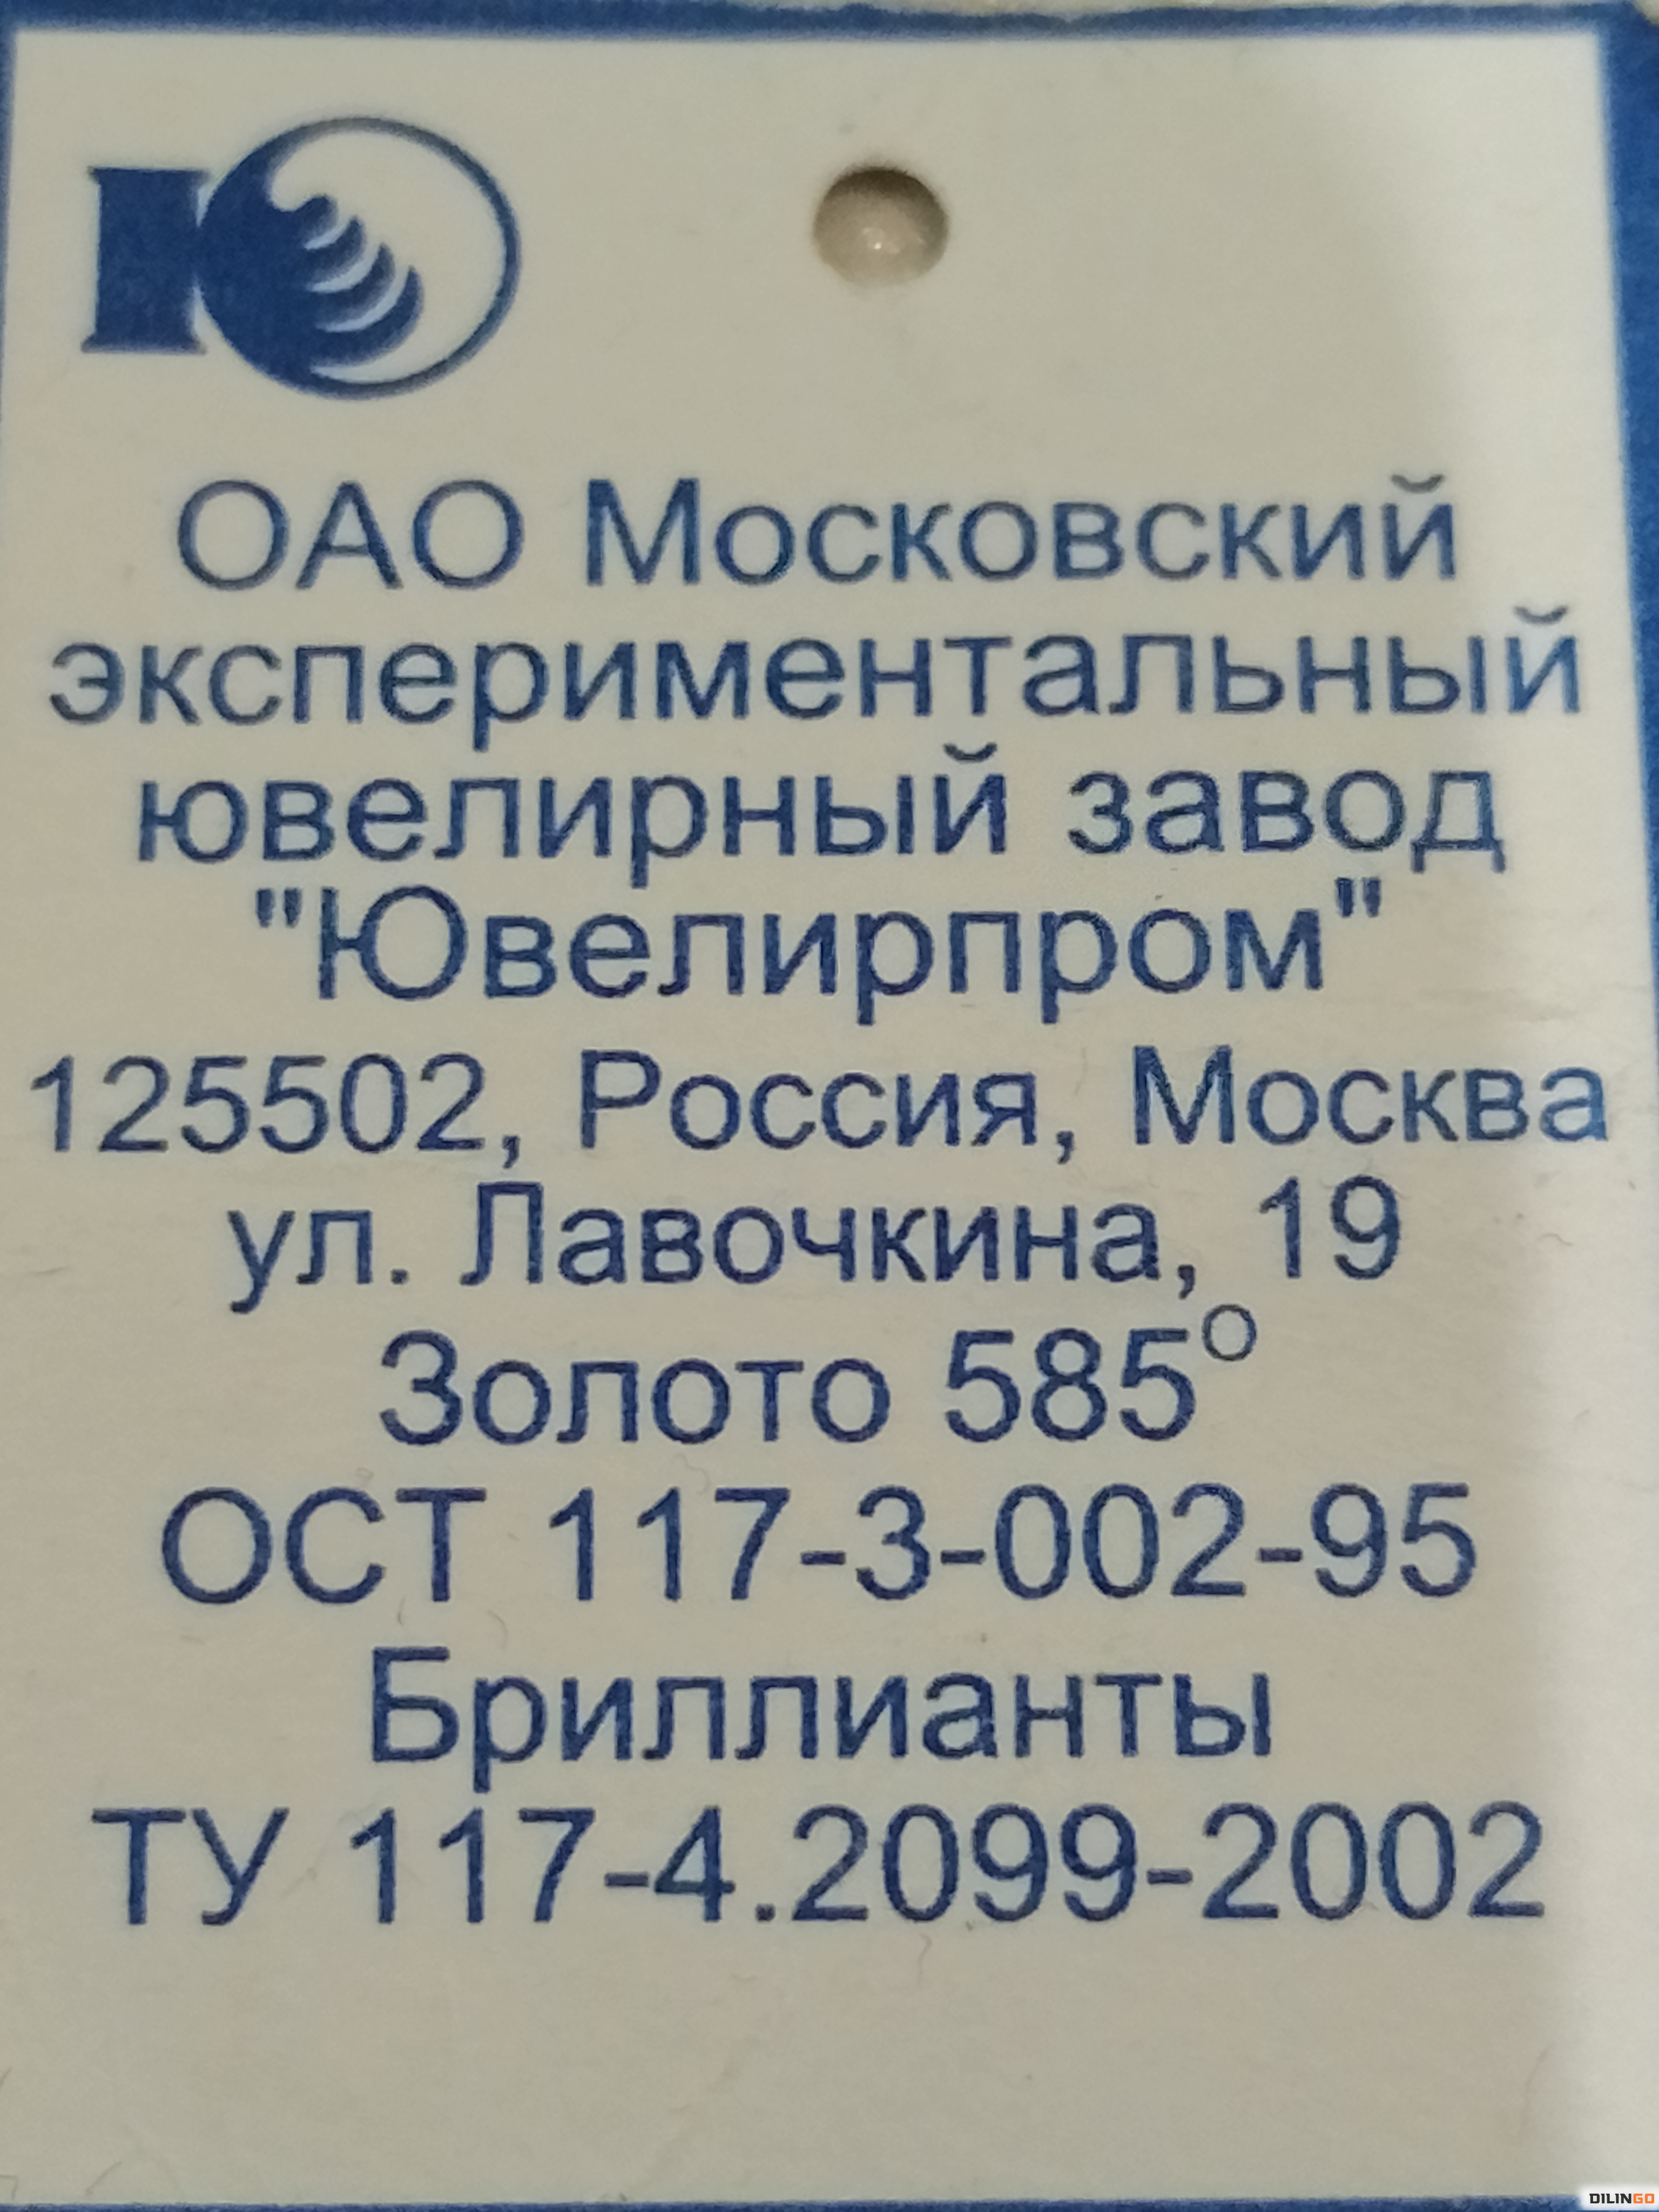 ОАО Московский
экспериментальный
ювелирный завод
"Ювелирпром"
125502, Россия, Москва
ул. Лавочкина, 19
Золото 585°
ОСТ 117-3-002-95
Бриллианты
ТУ 117-4.2099-2002
DILINGO